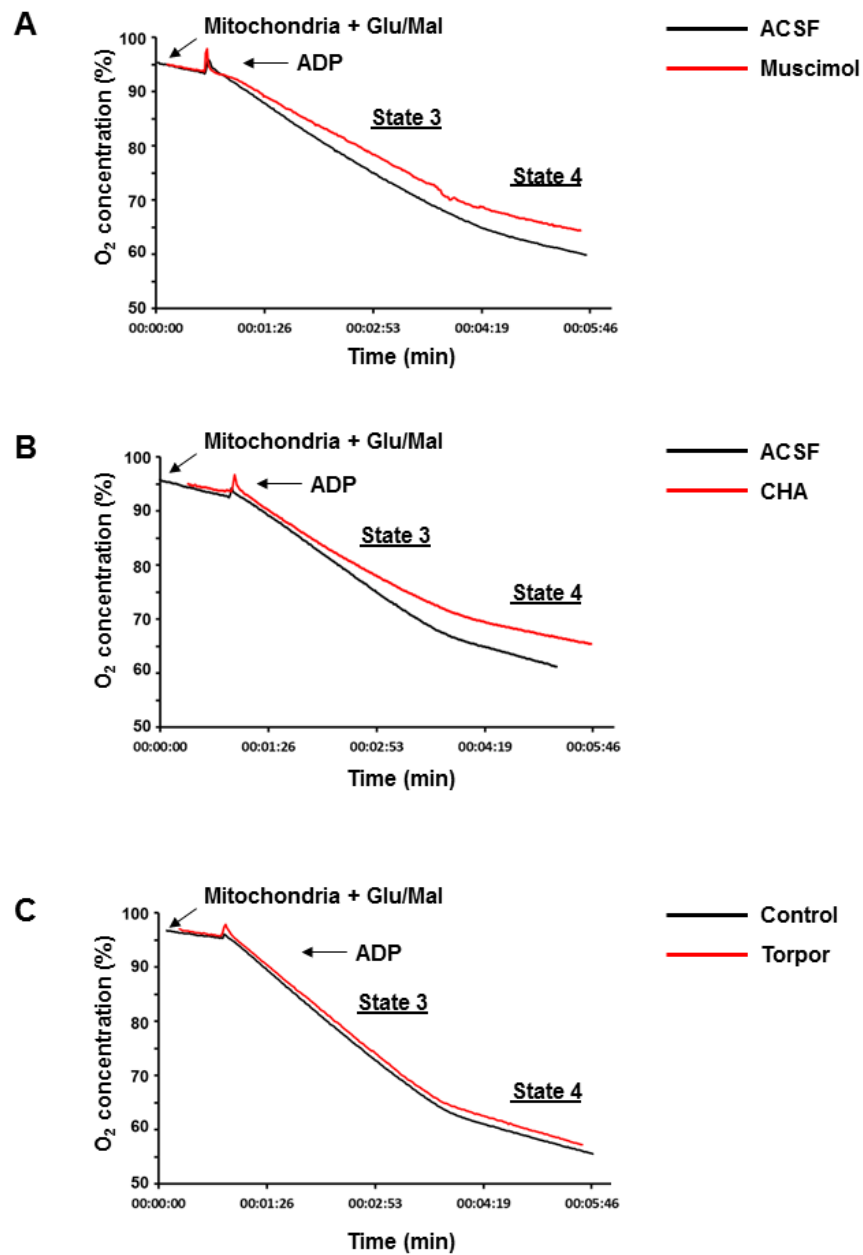 A
Mitochondria + Glu/Mal
ADP
ACSF
Muscimol
State 3
State 4
O2 concentration (%)
100
90
80
70
60
50
00:00:00 00:01:26 00:02:53 00:04:19 00:05:46
Time (min)
B
Mitochondria + Glu/Mal
ADP
ACSF
CHA
State 3
State 4
O2 concentration (%)
100
90
80
70
60
50
00:00:00 00:01:26 00:02:53 00:04:19 00:05:46
Time (min)
C
Mitochondria + Glu/Mal
ADP
Control
Torpor
State 3
State 4
O2 concentration (%)
100
90
80
70
60
50
00:00:00 00:01:26 00:02:53 00:04:19 00:05:46
Time (min)